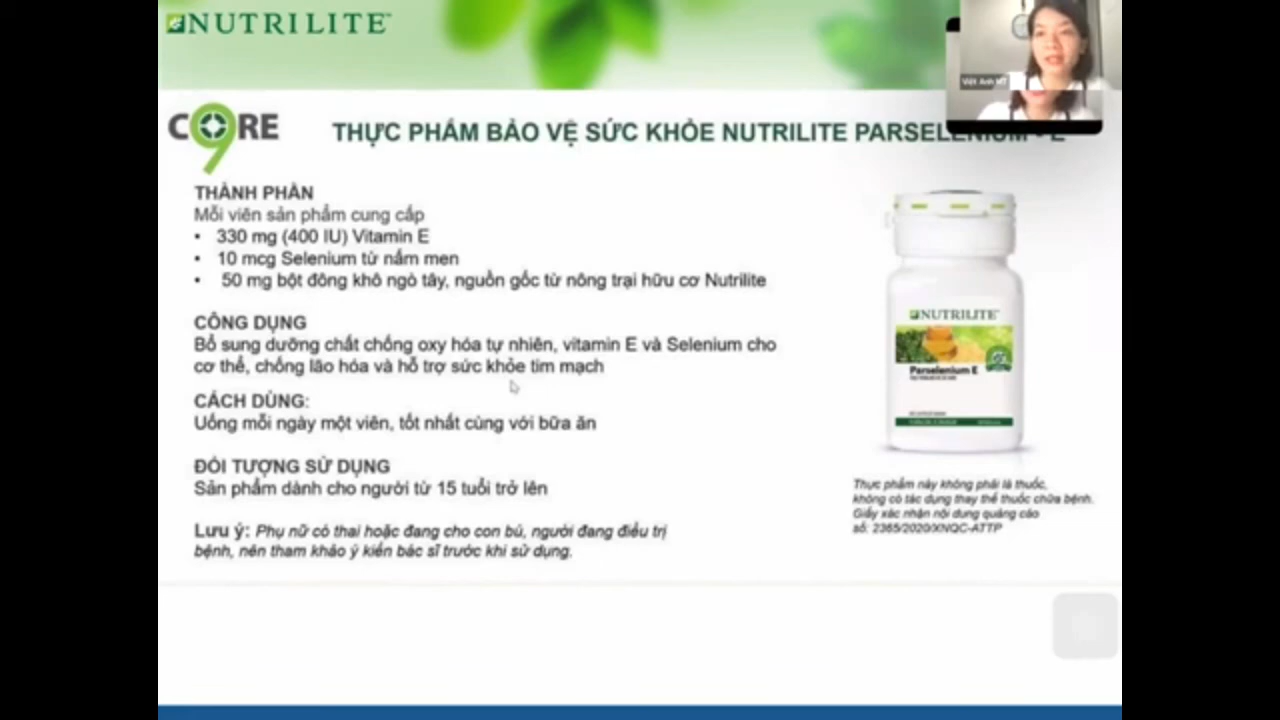 NUTRILITE™
CORE 9
THỰC PHẨM BẢO VỆ SỨC KHỎE NUTRILITE PARSELENIUM - E
Việt Anh MT
THÀNH PHẦN
Mỗi viên sản phẩm cung cấp
• 330 mg (400 IU) Vitamin E
• 10 mcg Selenium từ nấm men
• 50 mg bột đông khô ngò tây, nguồn gốc từ nông trại hữu cơ Nutrilite
CÔNG DỤNG
Bổ sung dưỡng chất chống oxy hóa tự nhiên, vitamin E và Selenium cho
cơ thể, chống lão hóa và hỗ trợ sức khỏe tim mạch
CÁCH DÙNG:
Uống mỗi ngày một viên, tốt nhất cùng với bữa ăn
ĐỐI TƯỢNG SỬ DỤNG
Sản phẩm dành cho người từ 15 tuổi trở lên
Lưu ý: Phụ nữ có thai hoặc đang cho con bú, người đang điều trị
bệnh, nên tham khảo ý kiến bác sĩ trước khi sử dụng.
NUTRILITE™
Parselenium E
Thực phẩm này không phải là thuốc,
không có tác dụng thay thế thuốc chữa bệnh.
Giấy xác nhận nội dung quảng cáo
số: 2365/2020/XNQC-ATTP